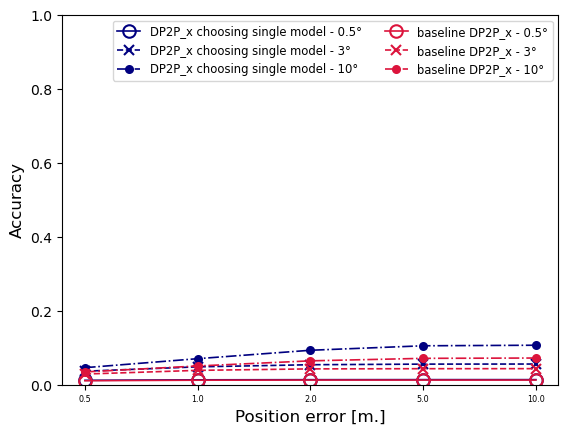 1.0
DP2P_x choosing single model - 0.5° baseline DP2P_x - 0.5°
DP2P_x choosing single model - 3° baseline DP2P_x - 3°
DP2P_x choosing single model - 10° baseline DP2P_x - 10°
0.8
0.6
Accuracy
0.4
0.2
0.0
0.5 1.0 2.0 5.0 10.0
Position error [m.]